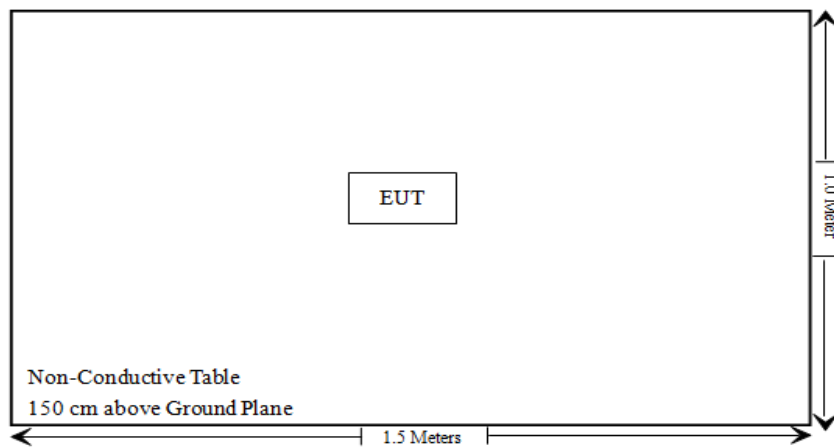 EUT
1.0 Meter
Non-Conductive Table
150 cm above Ground Plane
1.5 Meters